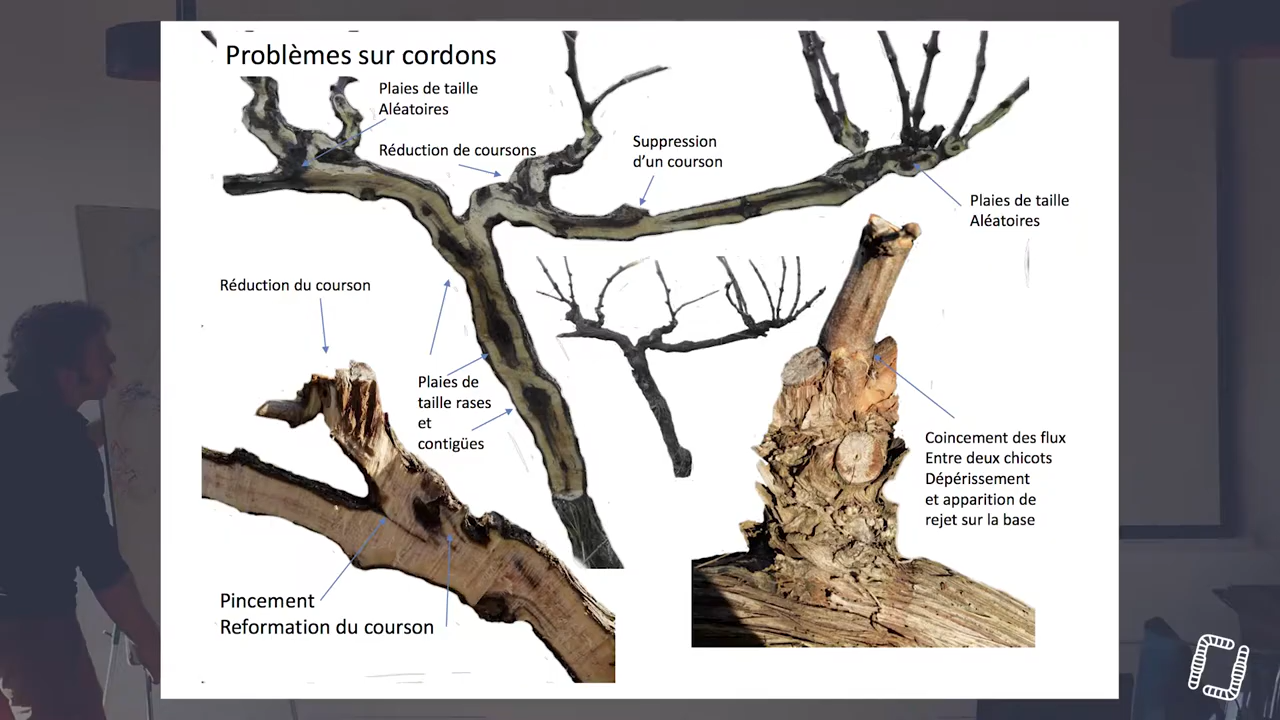 Problèmes sur cordons
Plaies de taille
Aléatoires
Réduction de coursons
Suppression
d’un courson
Plaies de taille
Aléatoires
Réduction du courson
Plaies de
taille rases
et
contigües
Coincement des flux
Entre deux chicots
Dépérissement
et apparition de
rejet sur la base
Pincement
Reformation du courson